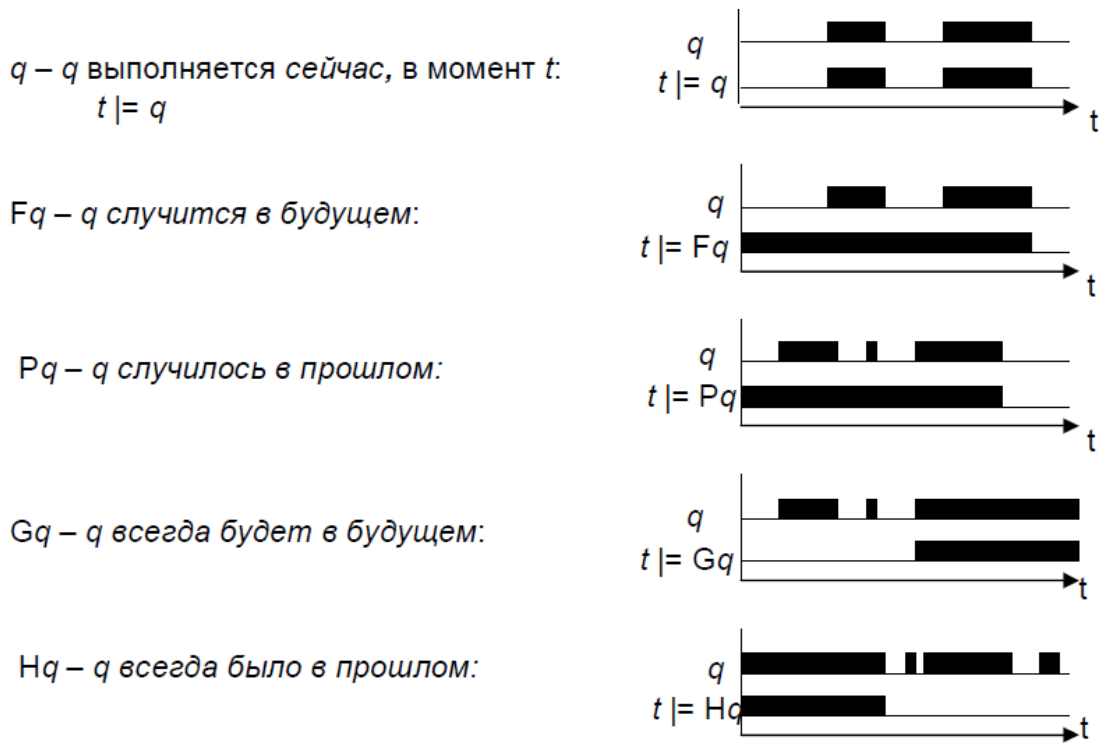 q – q выполняется сейчас, в момент t:
t |= q
q
t |= q
t
Fq – q случится в будущем:
q
t |= Fq
t
Pq – q случилось в прошлом:
q
t |= Pq
t
Gq – q всегда будет в будущем:
q
t |= Gq
t
Hq – q всегда было в прошлом:
q
t |= Hq
t